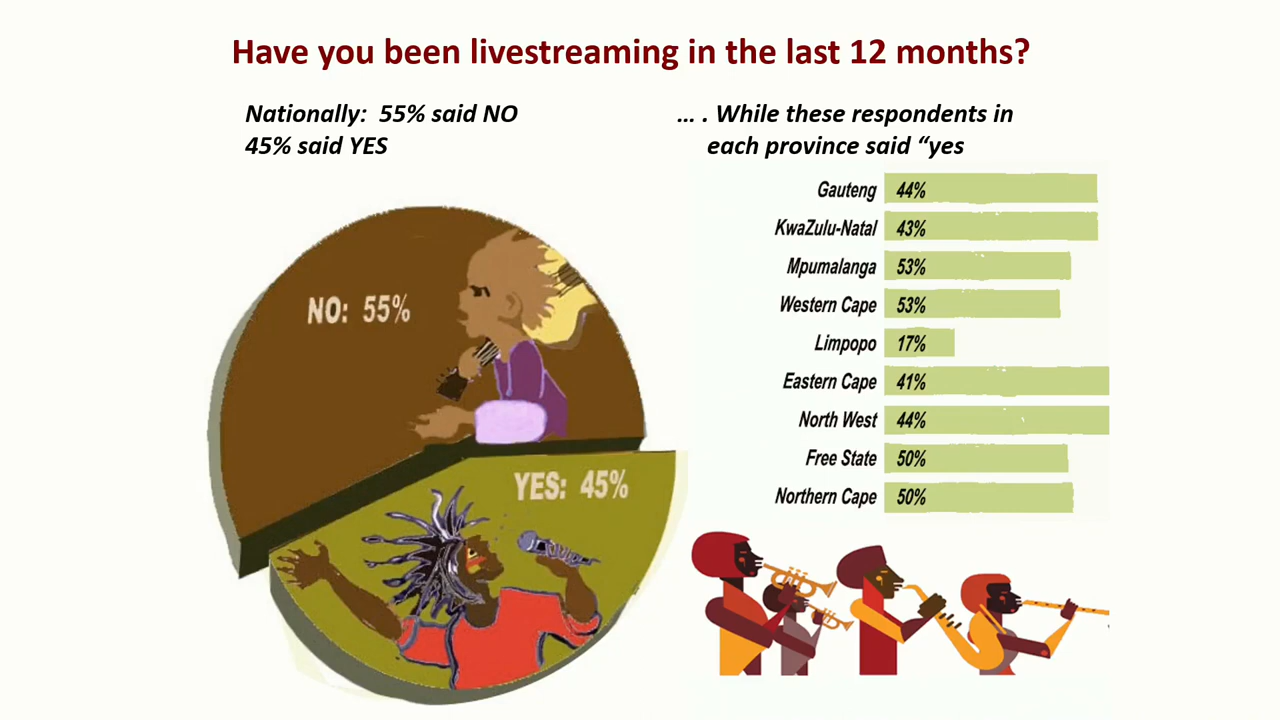 Have you been livestreaming in the last 12 months?
Nationally:  55% said NO
45% said YES
... . While these respondents in
each province said “yes
NO: 55%
YES: 45%
Gauteng 44%
KwaZulu-Natal 43%
Mpumalanga 53%
Western Cape 53%
Limpopo 17%
Eastern Cape 41%
North West 44%
Free State 50%
Northern Cape 50%